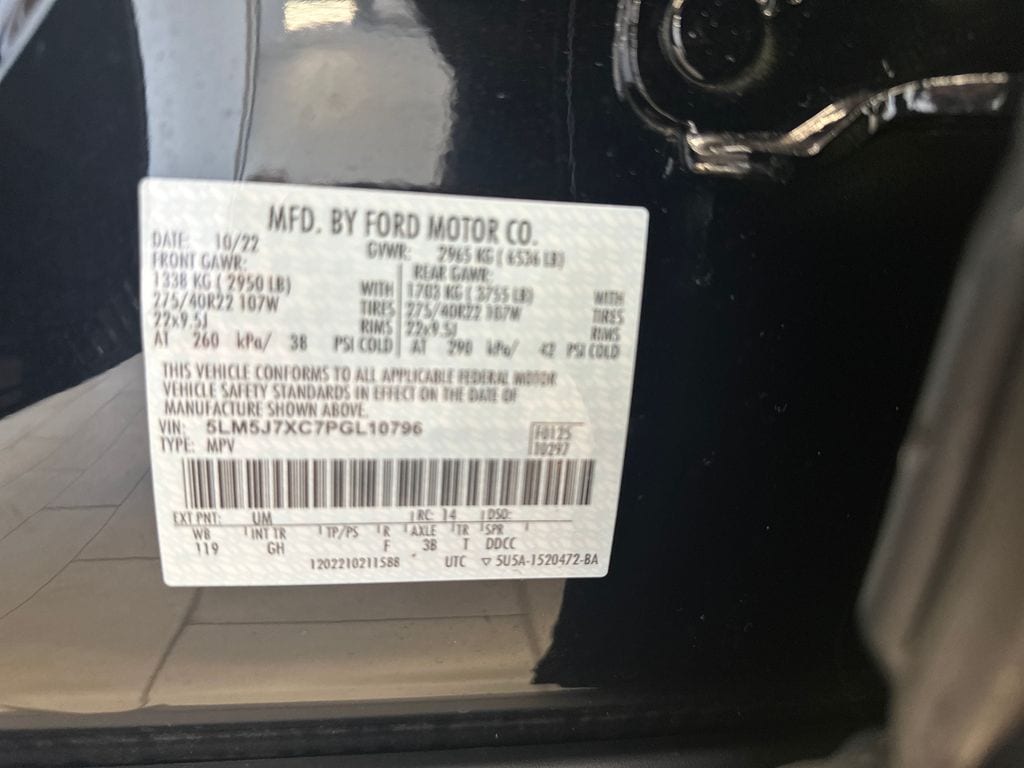 MFD. BY FORD MOTOR CO.
DATE: 10/22 GVWR: 2965 KG ( 6536 LB)
FRONT GAWR: REAR GAWR:
1338 KG ( 2950 LB) WITH 1703 KG ( 3755 LB) WITH
275/40R22 107W TIRES 275/40R22 107W TIRES
22x9.5J RIMS 22x9.5J RIMS
AT 260 kPa/ 38 PSI COLD AT 290 kPa/ 42 PSI COLD
THIS VEHICLE CONFORMS TO ALL APPLICABLE FEDERAL MOTOR
VEHICLE SAFETY STANDARDS IN EFFECT ON THE DATE OF
MANUFACTURE SHOWN ABOVE.
VIN: 5LM5J7XC7PGL10796 F0125
TYPE: MPV T0297
EXT PNT: UM RC: 14 DSO:
WB INT TR TP/PS R AXLE TR SPR
119 GH F 3B T DDCC
1202210211588 UTC ▽ 5U5A-1520472-BA